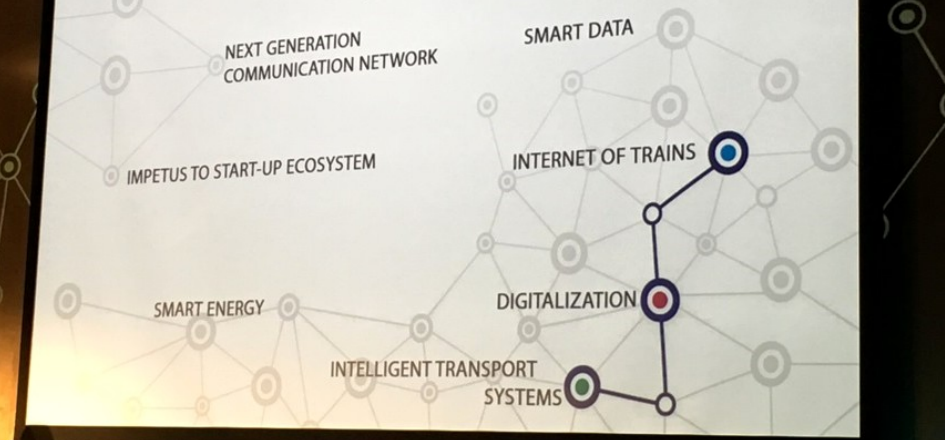 NEXT GENERATION
COMMUNICATION NETWORK
SMART DATA
INTERNET OF TRAINS
IMPETUS TO START-UP ECOSYSTEM
SMART ENERGY
DIGITALIZATION
INTELLIGENT TRANSPORT
SYSTEMS